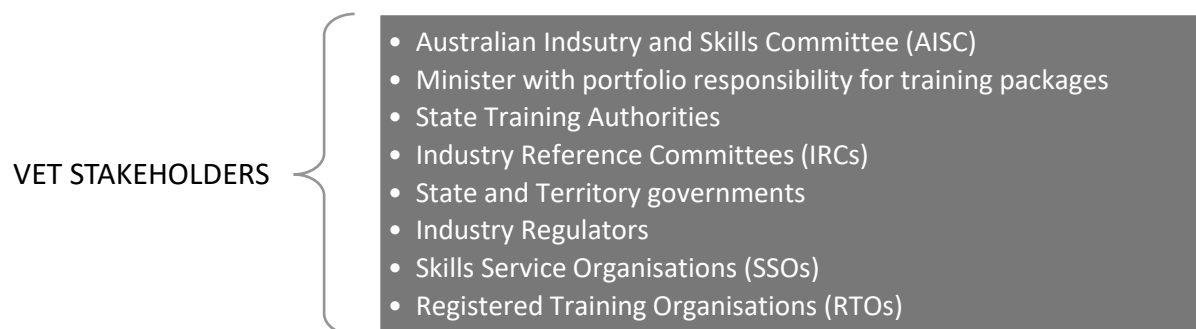 VET STAKEHOLDERS
• Australian Indsutry and Skills Committee (AISC)
• Minister with portfolio responsibility for training packages
• State Training Authorities
• Industry Reference Committees (IRCs)
• State and Territory governments
• Industry Regulators
• Skills Service Organisations (SSOs)
• Registered Training Organisations (RTOs)